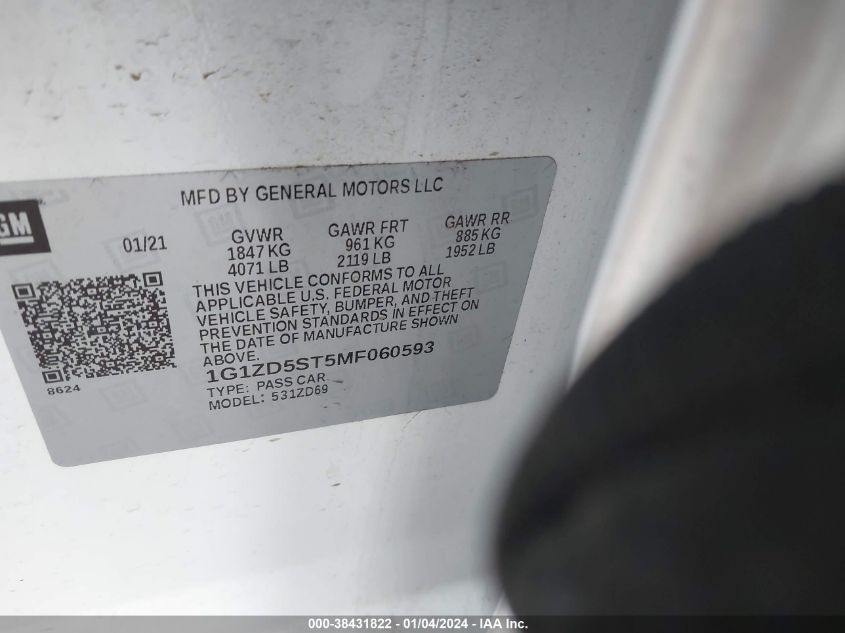 MFD BY GENERAL MOTORS LLC
GM
01/21
GVWR GAWR FRT GAWR RR
1847 KG 961 KG 885 KG
4071 LB 2119 LB 1952 LB
THIS VEHICLE CONFORMS TO ALL
APPLICABLE U.S. FEDERAL MOTOR
VEHICLE SAFETY, BUMPER, AND THEFT
PREVENTION STANDARDS IN EFFECT ON
THE DATE OF MANUFACTURE SHOWN
ABOVE.
1G1ZD5ST5MF060593
TYPE: PASS CAR
MODEL: 531ZD69
8624
000-38431822 - 01/04/2024 - IAA Inc.